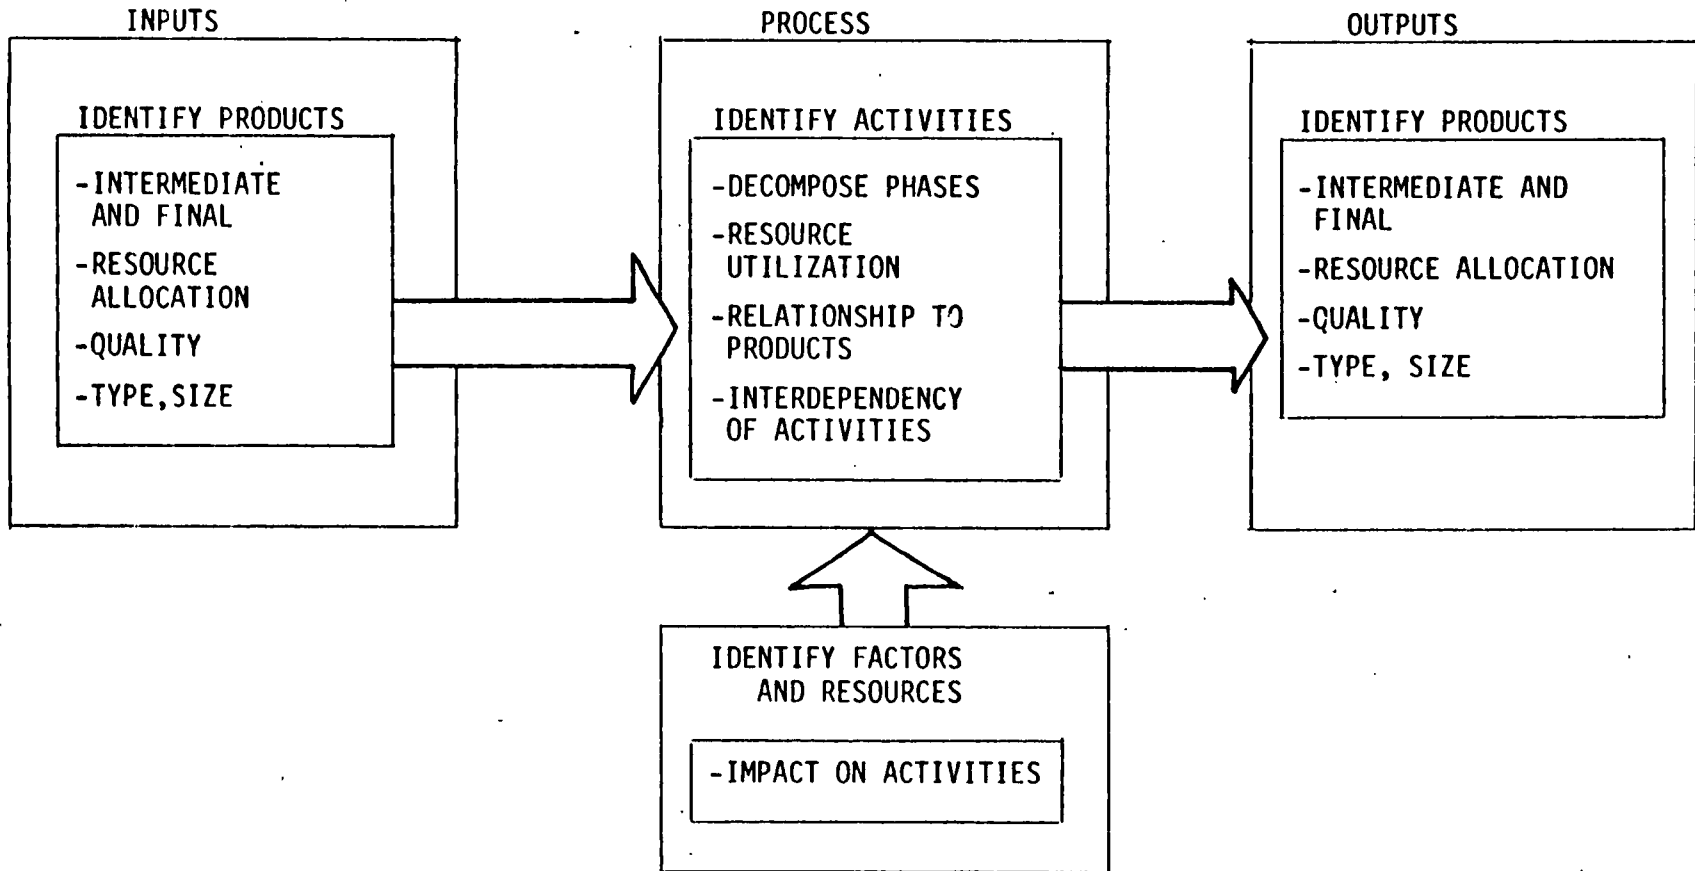 INPUTS
IDENTIFY PRODUCTS
-INTERMEDIATE
AND FINAL
-RESOURCE
ALLOCATION
-QUALITY
-TYPE,SIZE
PROCESS
IDENTIFY ACTIVITIES
-DECOMPOSE PHASES
-RESOURCE
UTILIZATION
-RELATIONSHIP TO
PRODUCTS
-INTERDEPENDENCY
OF ACTIVITIES
OUTPUTS
IDENTIFY PRODUCTS
-INTERMEDIATE AND
FINAL
-RESOURCE ALLOCATION
-QUALITY
-TYPE, SIZE
IDENTIFY FACTORS
AND RESOURCES
-IMPACT ON ACTIVITIES